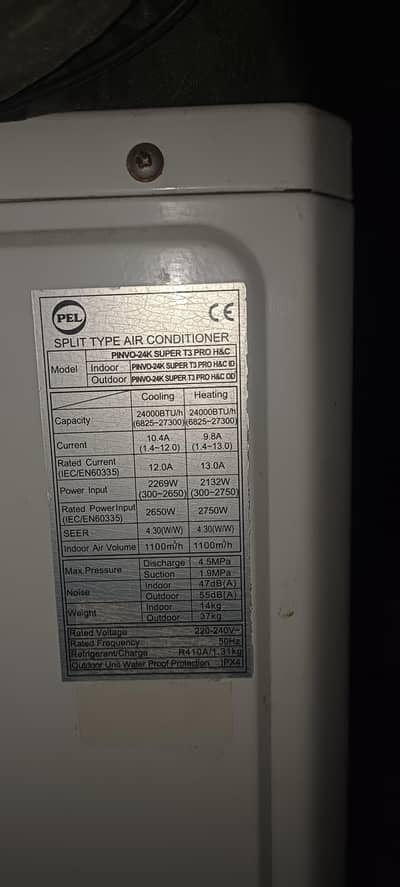 PEL CE
SPLIT TYPE AIR CONDITIONER
Model PINVO-24K SUPER T3 PRO H&C
Indoor PINVO-24K SUPER T3 PRO H&C ID
Outdoor PINVO-24K SUPER T3 PRO H&C OD
Cooling Heating
Capacity 24000BTU/h (6825-27300) 24000BTU/h (6825-27300)
Current 10.4A (1.4~12.0) 9.8A (1.4~13.0)
Rated Current (IEC/EN60335) 12.0A 13.0A
Power Input 2269W (300~2650) 2132W (300~2750)
Rated PowerInput (IEC/EN60335) 2650W 2750W
SEER 4.30(W/W) 4.30(W/W)
Indoor Air Volume 1100m³/h 1100m³/h
Max.Pressure Discharge 4.5MPa
Suction 1.9MPa
Noise Indoor 47dB(A)
Outdoor 55dB(A)
Weight Indoor 14kg
Outdoor 37kg
Rated Voltage 220-240V~
Rated Frequency 50Hz
Refrigerant/Charge R410A/1.31kg
Outdoor Unit Water Proof Protection IPX4